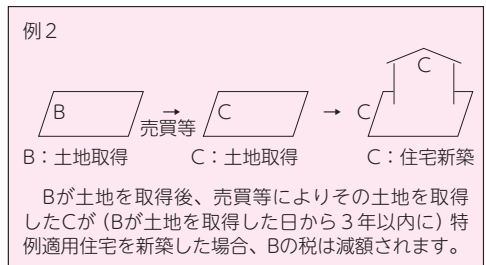 例２
C
B
→
売買等
C
→
C
B：土地取得
C：土地取得
C：住宅新築
Bが土地を取得後、売買等によりその土地を取得
したCが（Bが土地を取得した日から３年以内に）特
例適用住宅を新築した場合、Bの税は減額されます。